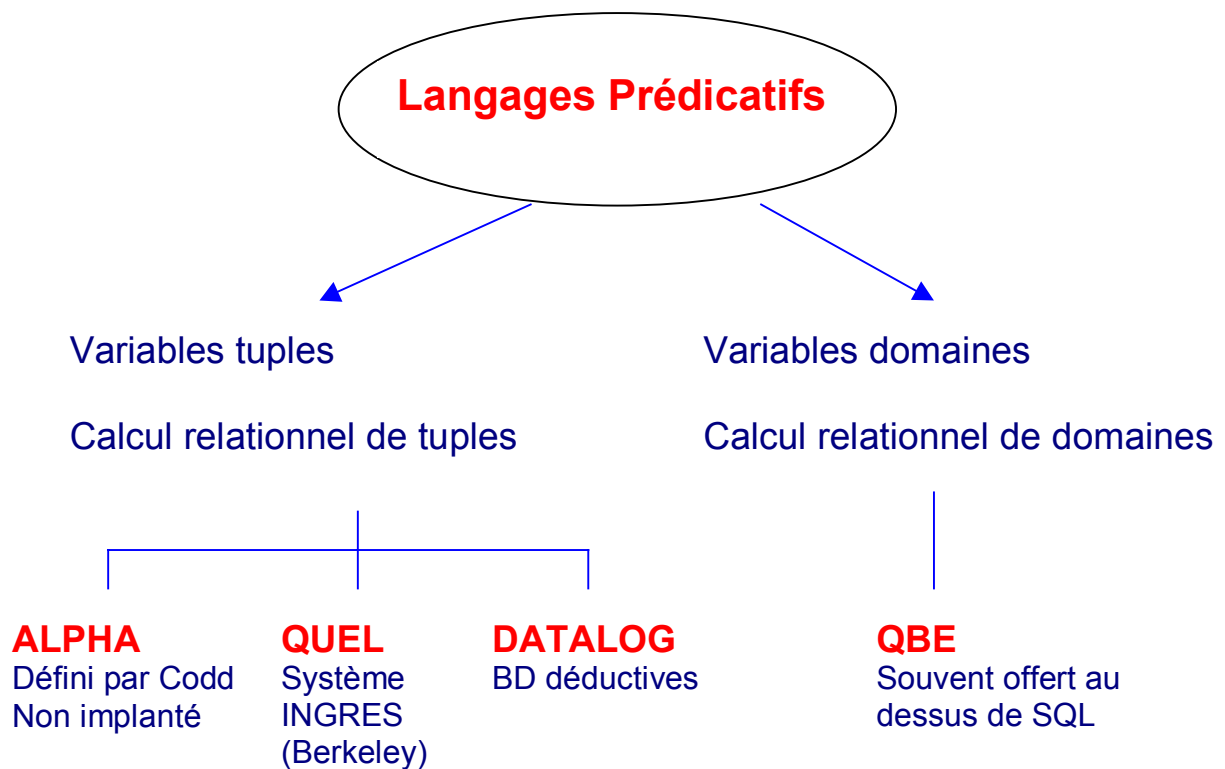 Langages Prédicatifs
Variables tuples
Variables domaines
Calcul relationnel de tuples
Calcul relationnel de domaines
ALPHA
Défini par Codd
Non implanté
QUEL
Système
INGRES
(Berkeley)
DATALOG
BD déductives
QBE
Souvent offert au
dessus de SQL